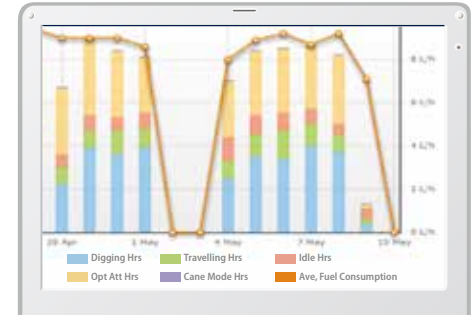 8 L/h
6 L/h
4 L/h
2 L/h
0 L/h
28 Apr 1 May 4 May 7 May 10 May
Digging Hrs Travelling Hrs Idle Hrs
Opt Att Hrs Cane Mode Hrs Ave, Fuel Consumption